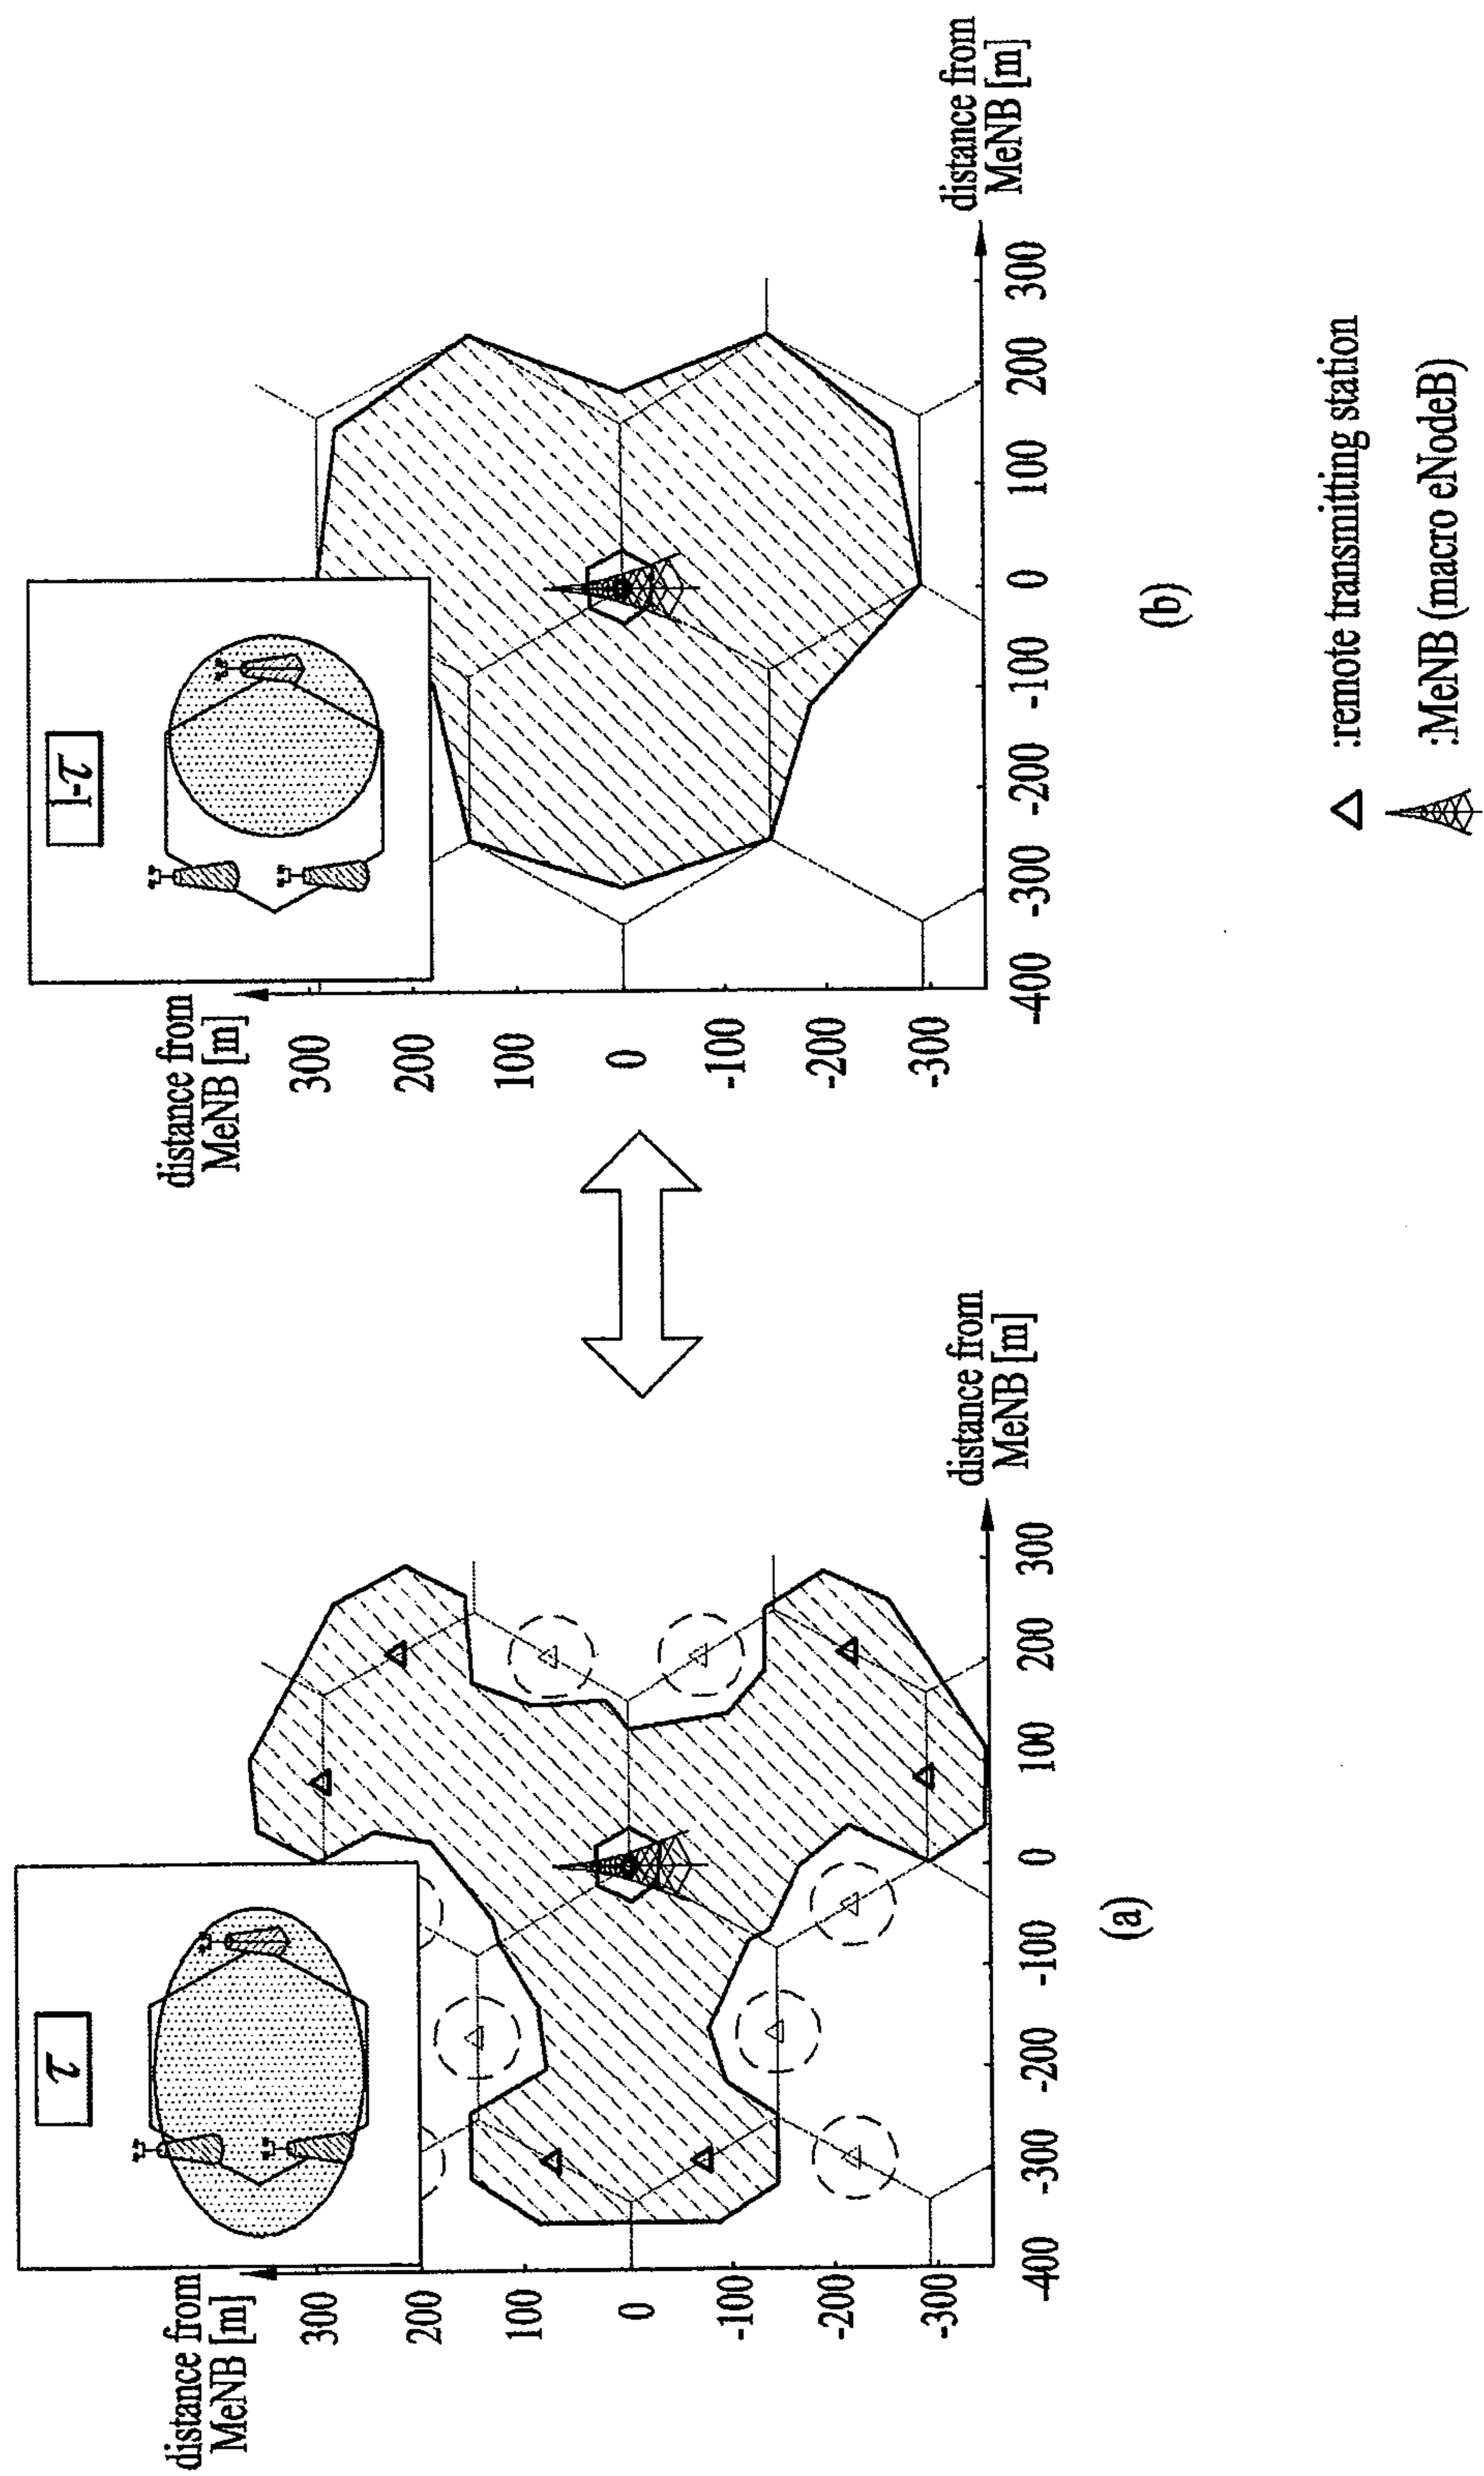 distance from
MeNB [m]
300
200
100
0
-100
-200
-300
-400
-300
-200
-100
0
100
200
300
distance from
MeNB [m]
τ
(a)
distance from
MeNB [m]
300
200
100
0
-100
-200
-300
-400
-300
-200
-100
0
100
200
300
distance from
MeNB [m]
1-τ
(b)
:remote transmitting station
:MeNB (macro eNodeB)